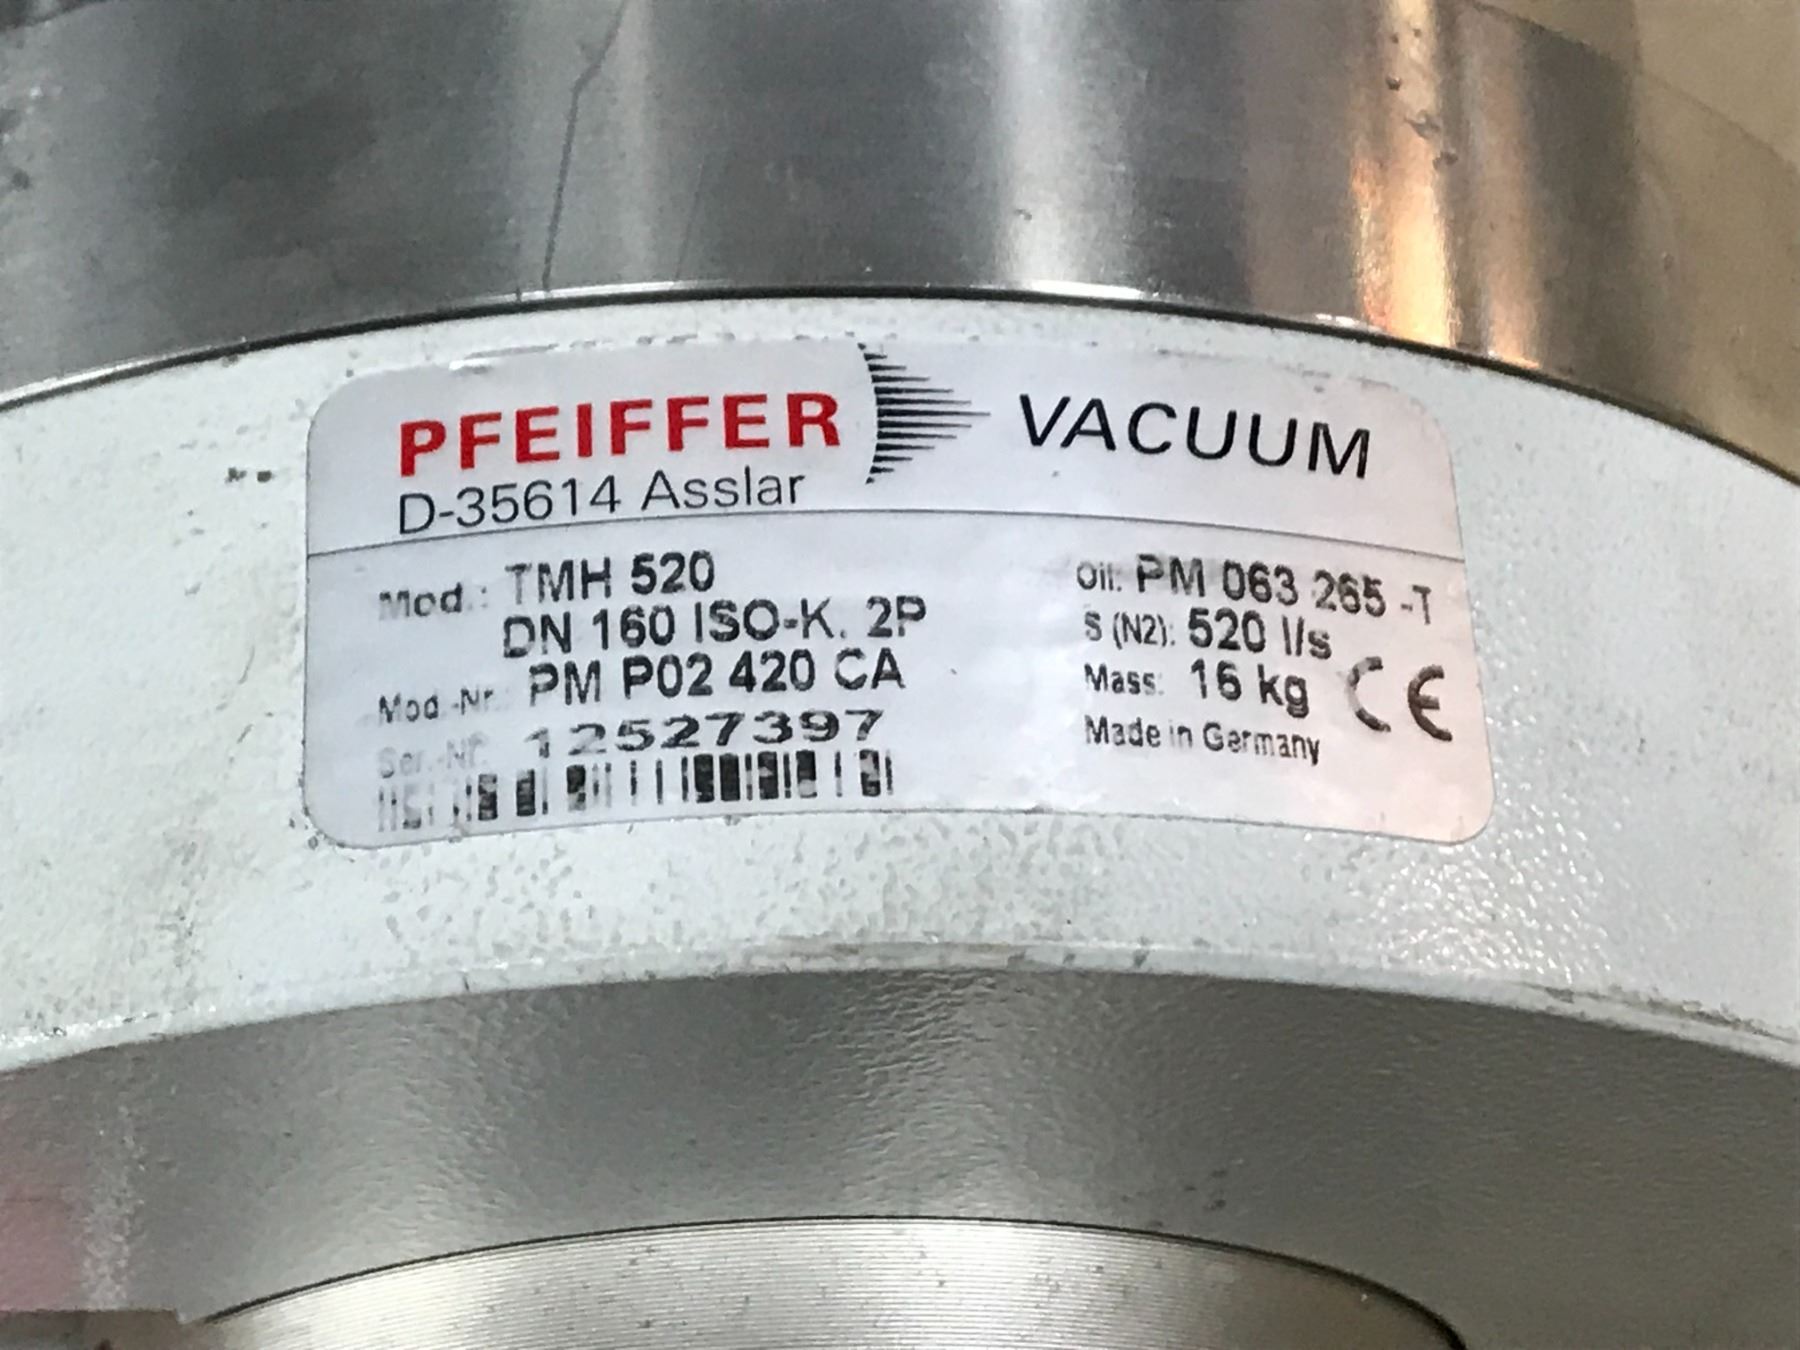 PFEIFFER VACUUM
D-35614 Asslar
Mod.: TMH 520
DN 160 ISO-K, 2P
Mod.-Nr. PM P02 420 CA
Ser.-Nr. 12527397
Oil: PM 063 265 -T
S (N2): 520 l/s
Mass: 16 kg
CE
Made in Germany